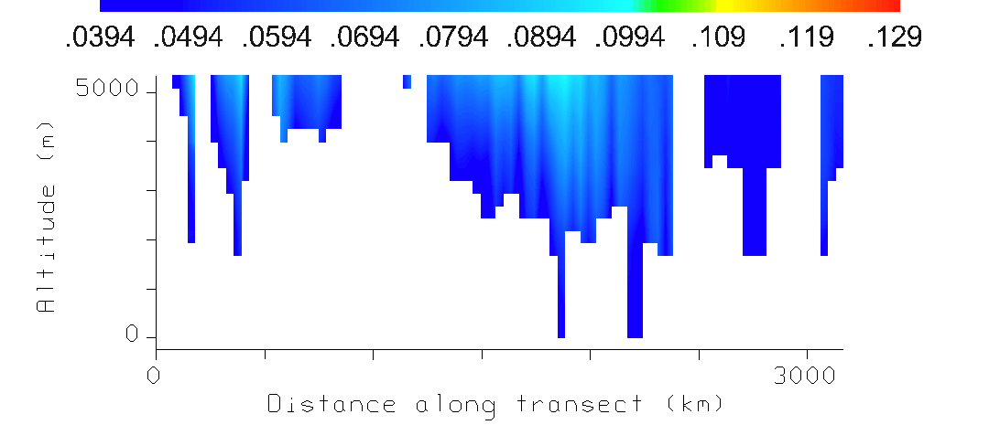 .0394 .0494 .0594 .0694 .0794 .0894 .0994 .109 .119 .129
5000
Altitude (m)
0
0 3000
Distance along transect (km)